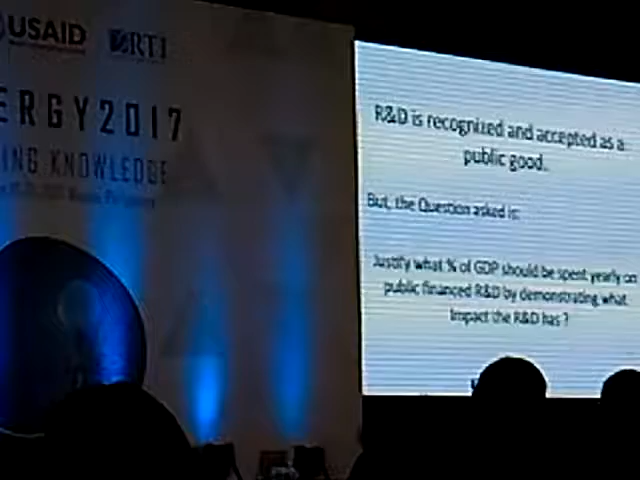 USAID
RTI
ERGY2017
ING KNOWLEDGE
R&D is recognized and accepted as a
public good.
But, the Question asked is:
Justify what % of GDP should be spent yearly on
public financed R&D by demonstrating what
Impact the R&D has ?